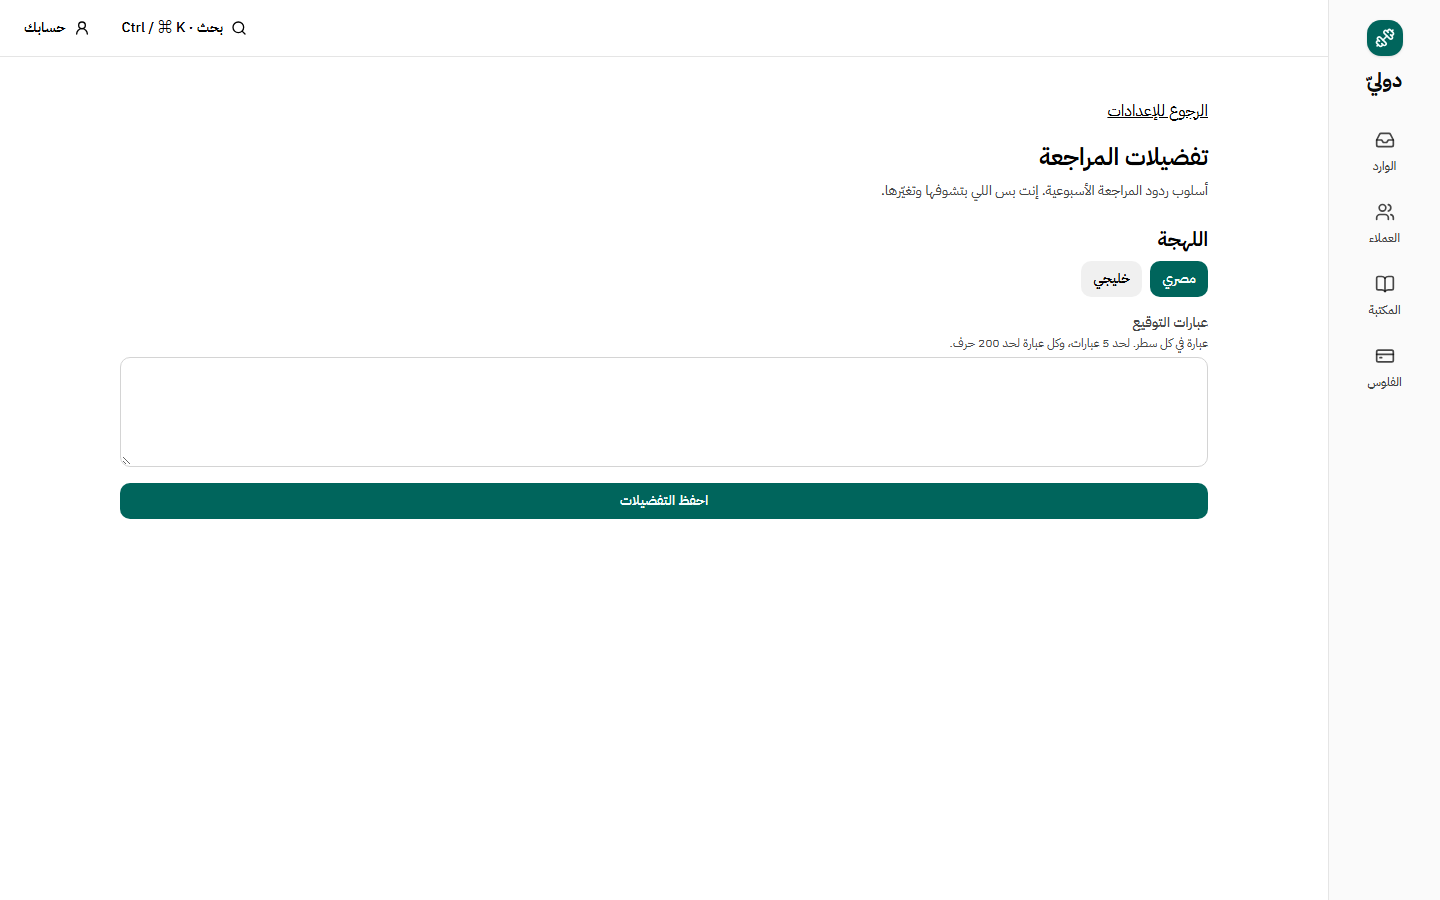 دوليّ
الوارد
العملاء
المكتبة
الفلوس
بحث · Ctrl / ⌘ K
حسابك
الرجوع للإعدادات
تفضيلات المراجعة
أسلوب ردود المراجعة الأسبوعية. إنت بس اللي بتشوفها وتغيّرها.
اللهجة
مصري
خليجي
عبارات التوقيع
عبارة في كل سطر. لحد 5 عبارات، وكل عبارة لحد 200 حرف.
احفظ التفضيلات